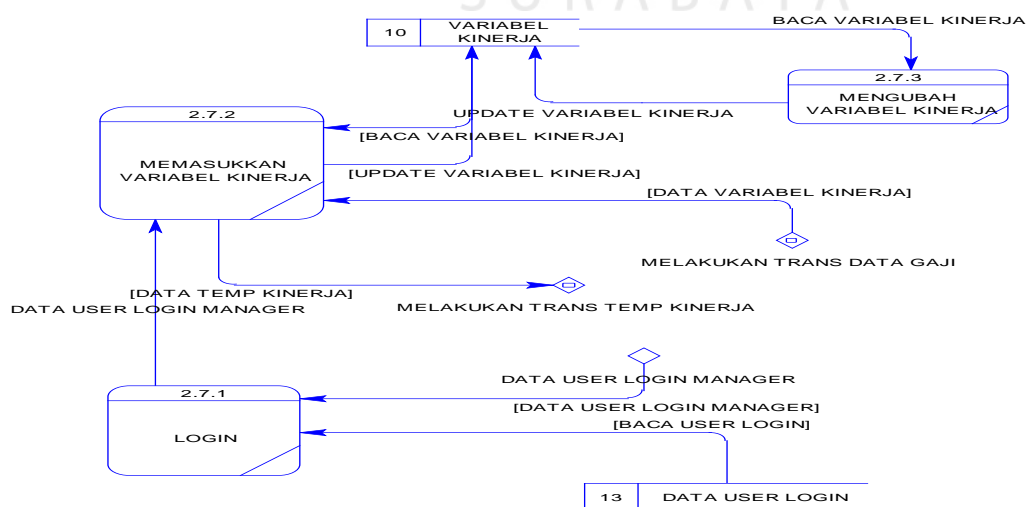 SURABAYA
BACA VARIABEL KINERJA
10
VARIABEL
KINERJA
2.7.3
MENGUBAH
VARIABEL KINERJA
UPDATE VARIABEL KINERJA
2.7.2
MEMASUKKAN
VARIABEL KINERJA
[BACA VARIABEL KINERJA]
[UPDATE VARIABEL KINERJA]
[DATA VARIABEL KINERJA]
MELAKUKAN TRANS DATA GAJI
[DATA TEMP KINERJA]
DATA USER LOGIN MANAGER
MELAKUKAN TRANS TEMP KINERJA
DATA USER LOGIN MANAGER
2.7.1
LOGIN
[DATA USER LOGIN MANAGER]
[BACA USER LOGIN]
13
DATA USER LOGIN